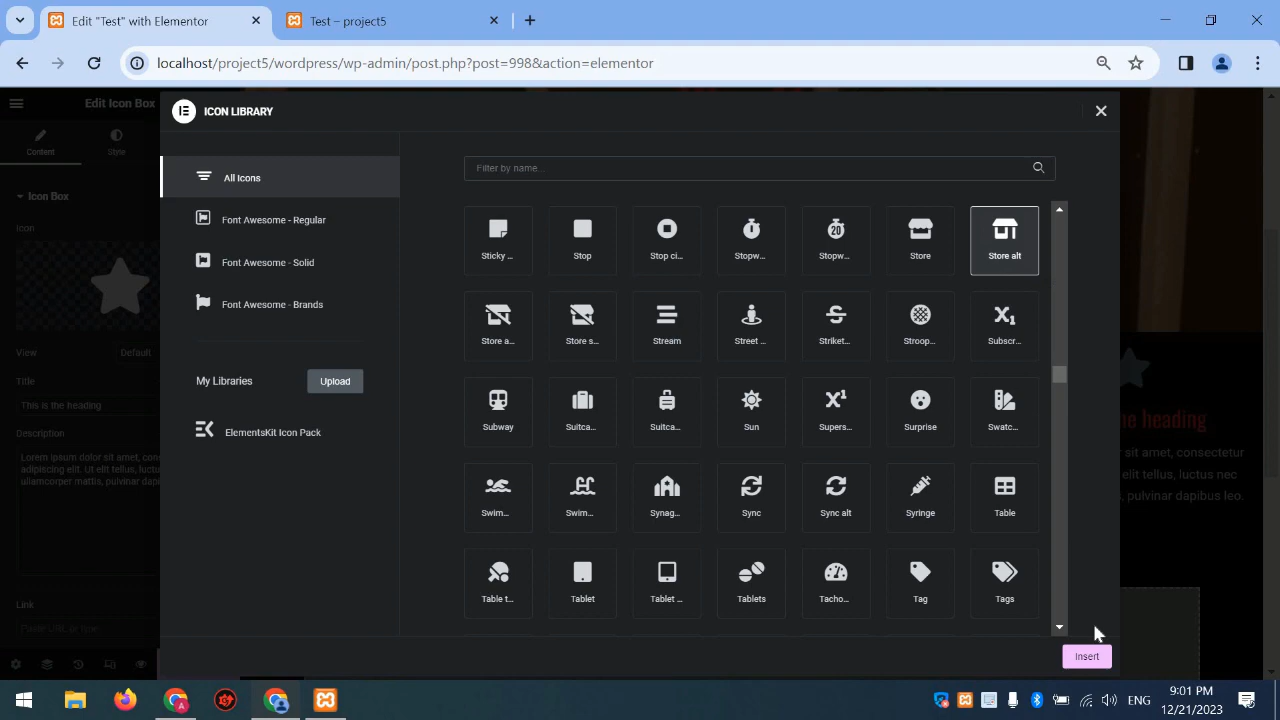 Edit "Test" with Elementor
Test – project5
localhost/project5/wordpress/wp-admin/post.php?post=998&action=elementor
Edit Icon Box
Content
Style
Icon Box
Icon
View
Default
Title
This is the heading
Description
Lorem ipsum dolor sit amet, cons
adipiscing elit. Ut elit tellus, luctu
ullamcorper mattis, pulvinar dapi
Link
Paste URL or type
ICON LIBRARY
All Icons
Font Awesome - Regular
Font Awesome - Solid
Font Awesome - Brands
My Libraries
Upload
ElementsKit Icon Pack
Filter by name...
Sticky ...
Stop
Stop ci...
Stopw...
Stopw...
Store
Store alt
Store a...
Store s...
Stream
Street ...
Striket...
Stroop...
Subscr...
Subway
Suitca...
Suitca...
Sun
Supers...
Surprise
Swatc...
Swim...
Swim...
Synag...
Sync
Sync alt
Syringe
Table
Table t...
Tablet
Tablet ...
Tablets
Tacho...
Tag
Tags
Insert
he heading
sit amet, consectetur
elit tellus, luctus nec
, pulvinar dapibus leo.
ENG
9:01 PM
12/21/2023